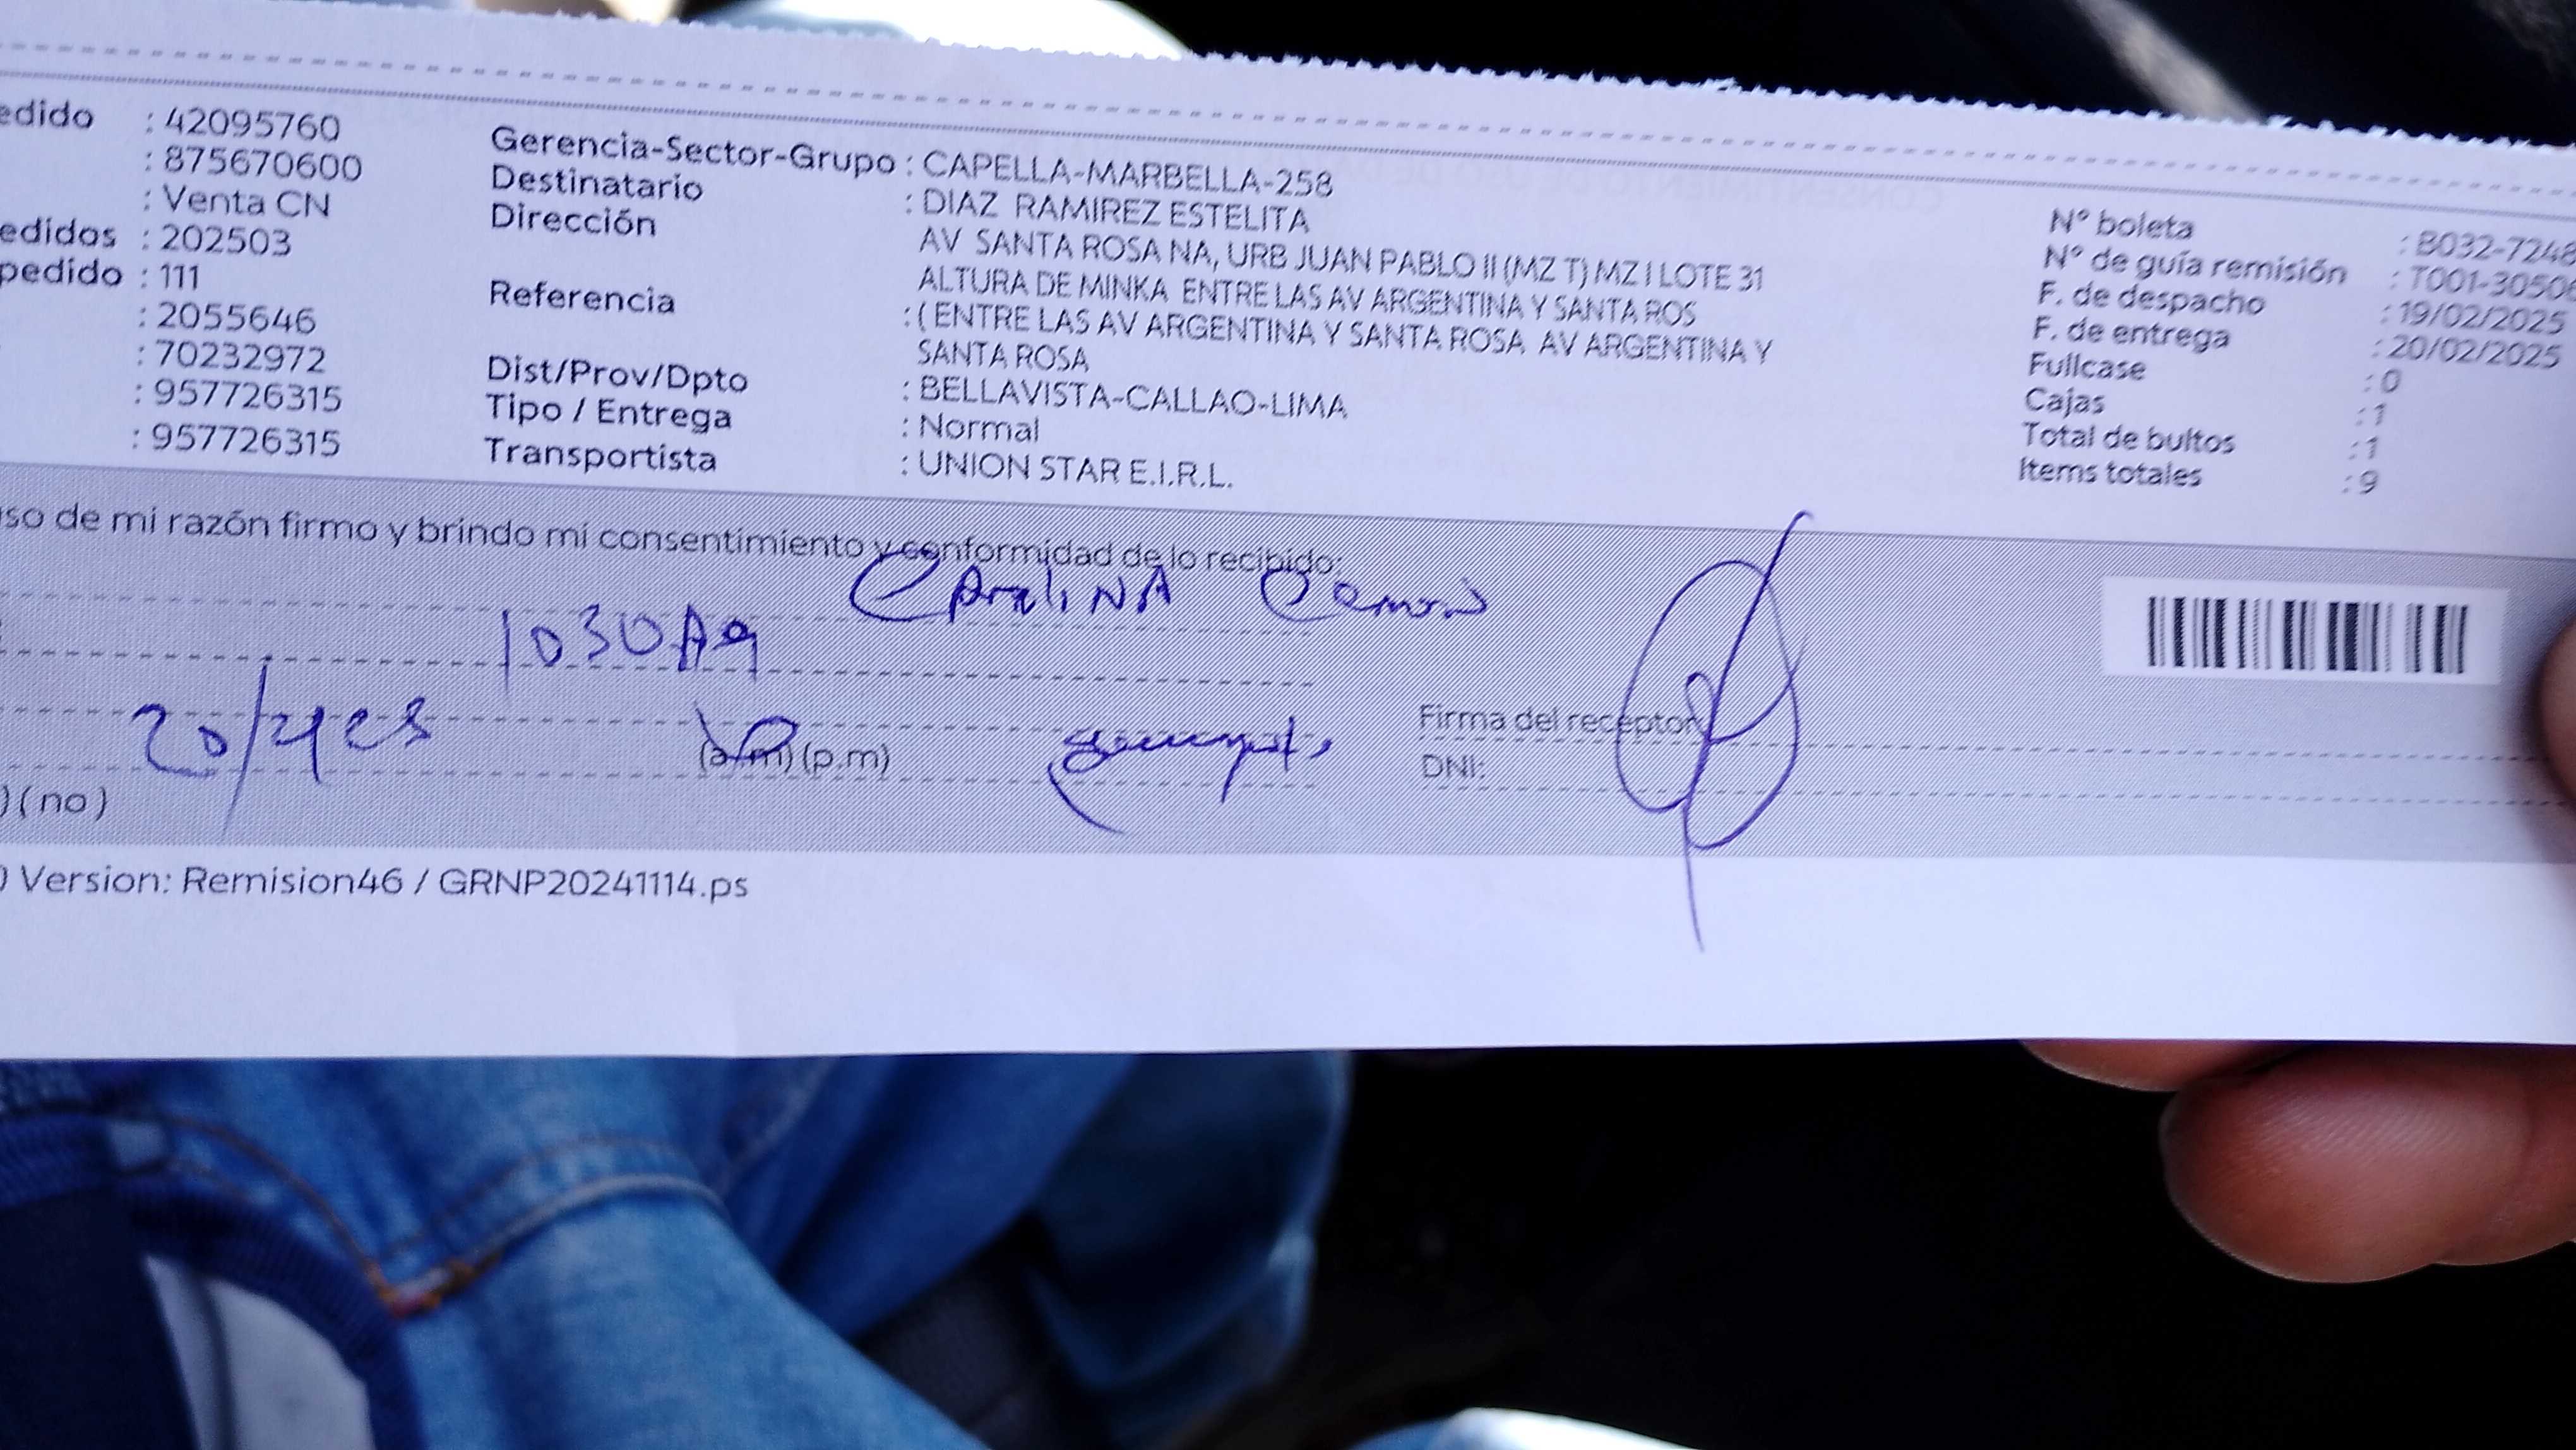 edido : 42095760
: 875670600
: Venta CN
edidos : 202503
pedido : 111
: 2055646
: 70232972
: 957726315
: 957726315
Gerencia-Sector-Grupo : CAPELLA-MARBELLA-258
Destinatario : DIAZ RAMIREZ ESTELITA
Dirección AV SANTA ROSA NA, URB JUAN PABLO II (MZ T) MZ I LOTE 31
ALTURA DE MINKA ENTRE LAS AV ARGENTINA Y SANTA ROS
Referencia : ( ENTRE LAS AV ARGENTINA Y SANTA ROSA AV ARGENTINA Y
SANTA ROSA
Dist/Prov/Dpto : BELLAVISTA-CALLAO-LIMA
Tipo / Entrega : Normal
Transportista : UNION STAR E.I.R.L.
N° boleta : B032-7248
N° de guía remisión : T001-30506
F. de despacho : 19/02/2025
F. de entrega : 20/02/2025
Fullcase : 0
Cajas : 1
Total de bultos : 1
Items totales : 9
so de mi razón firmo y brindo mi consentimiento y conformidad de lo recibido:
1030A
(a.m) (p.m)
Firma del receptor
DNI:
) ( no )
) Version: Remision46 / GRNP20241114.ps